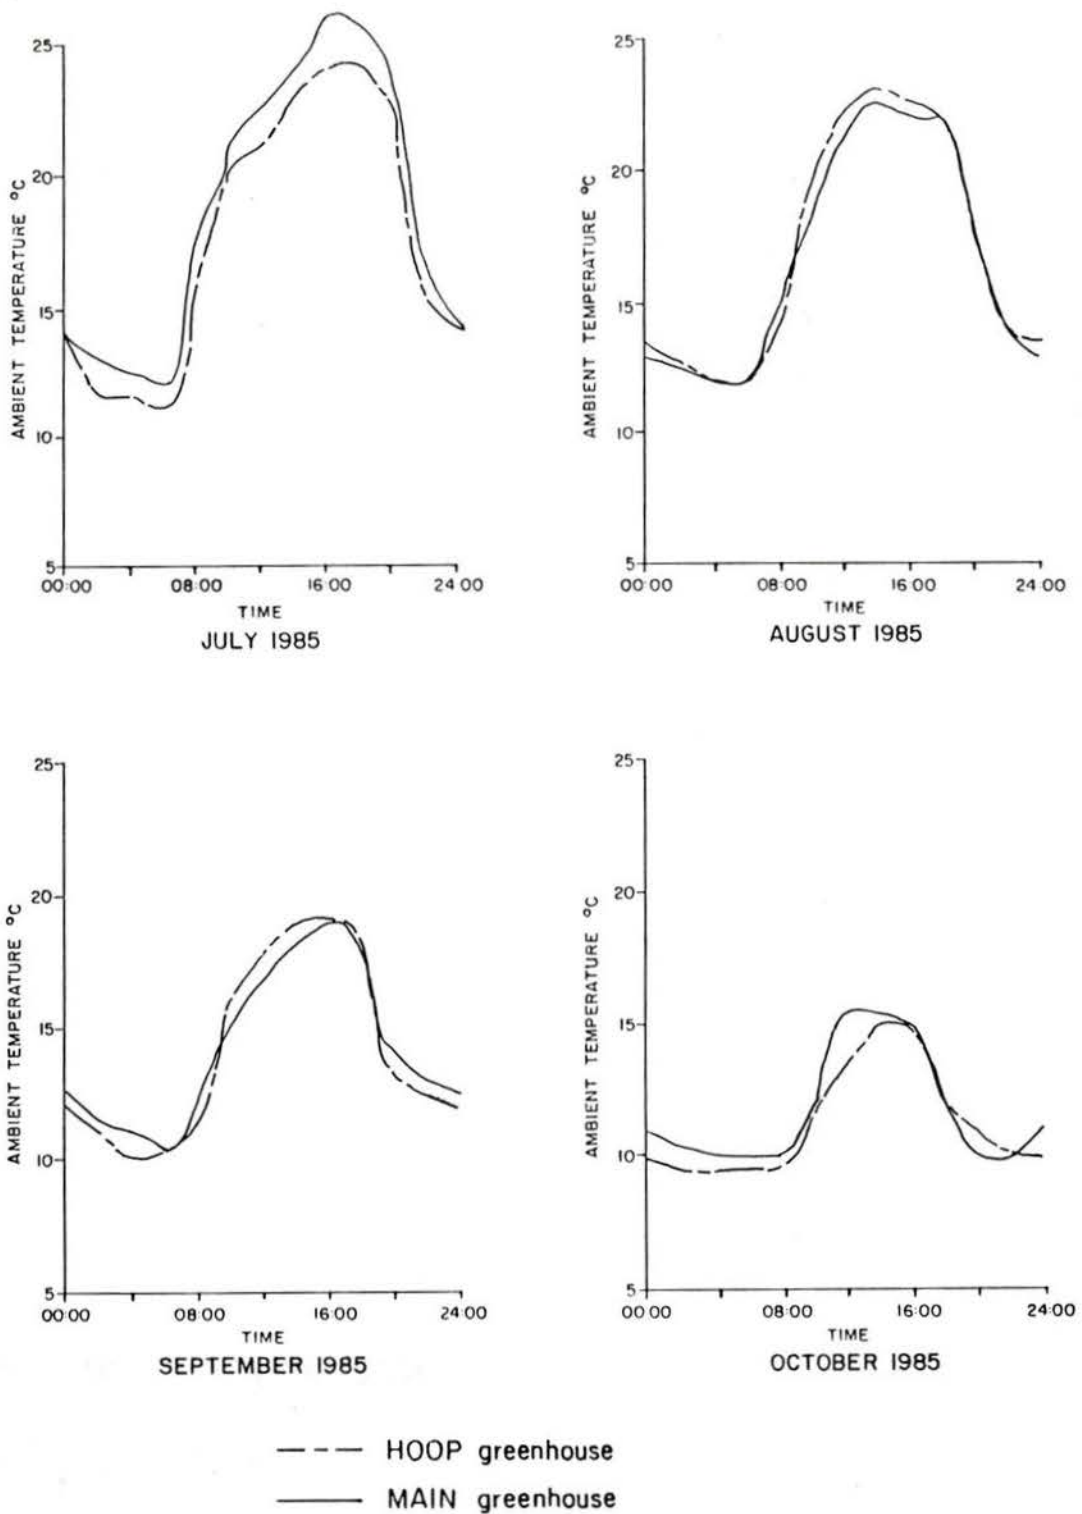 25
20
15
10
5
AMBIENT TEMPERATURE °C
00:00 08:00 16:00 24:00
TIME
JULY 1985
25
20
15
10
5
AMBIENT TEMPERATURE °C
00:00 08:00 16:00 24:00
TIME
AUGUST 1985
25
20
15
10
5
AMBIENT TEMPERATURE °C
00:00 08:00 16:00 24:00
TIME
SEPTEMBER 1985
25
20
15
10
5
AMBIENT TEMPERATURE °C
00:00 08:00 16:00 24:00
TIME
OCTOBER 1985
HOOP greenhouse
MAIN greenhouse